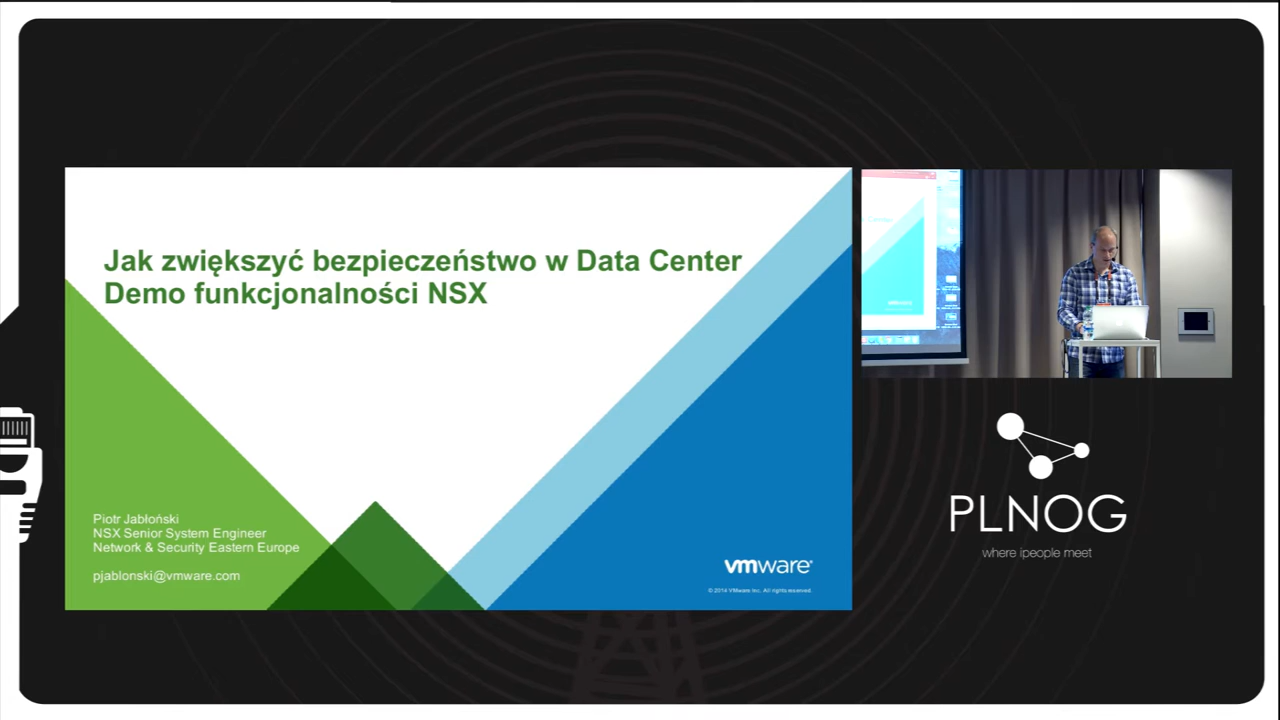 Jak zwiększyć bezpieczeństwo w Data Center
Demo funkcjonalności NSX
Piotr Jabłoński
NSX Senior System Engineer
Network & Security Eastern Europe
pjablonski@vmware.com
vmware®
© 2014 VMware Inc. All rights reserved.
PLNOG
where ipeople meet